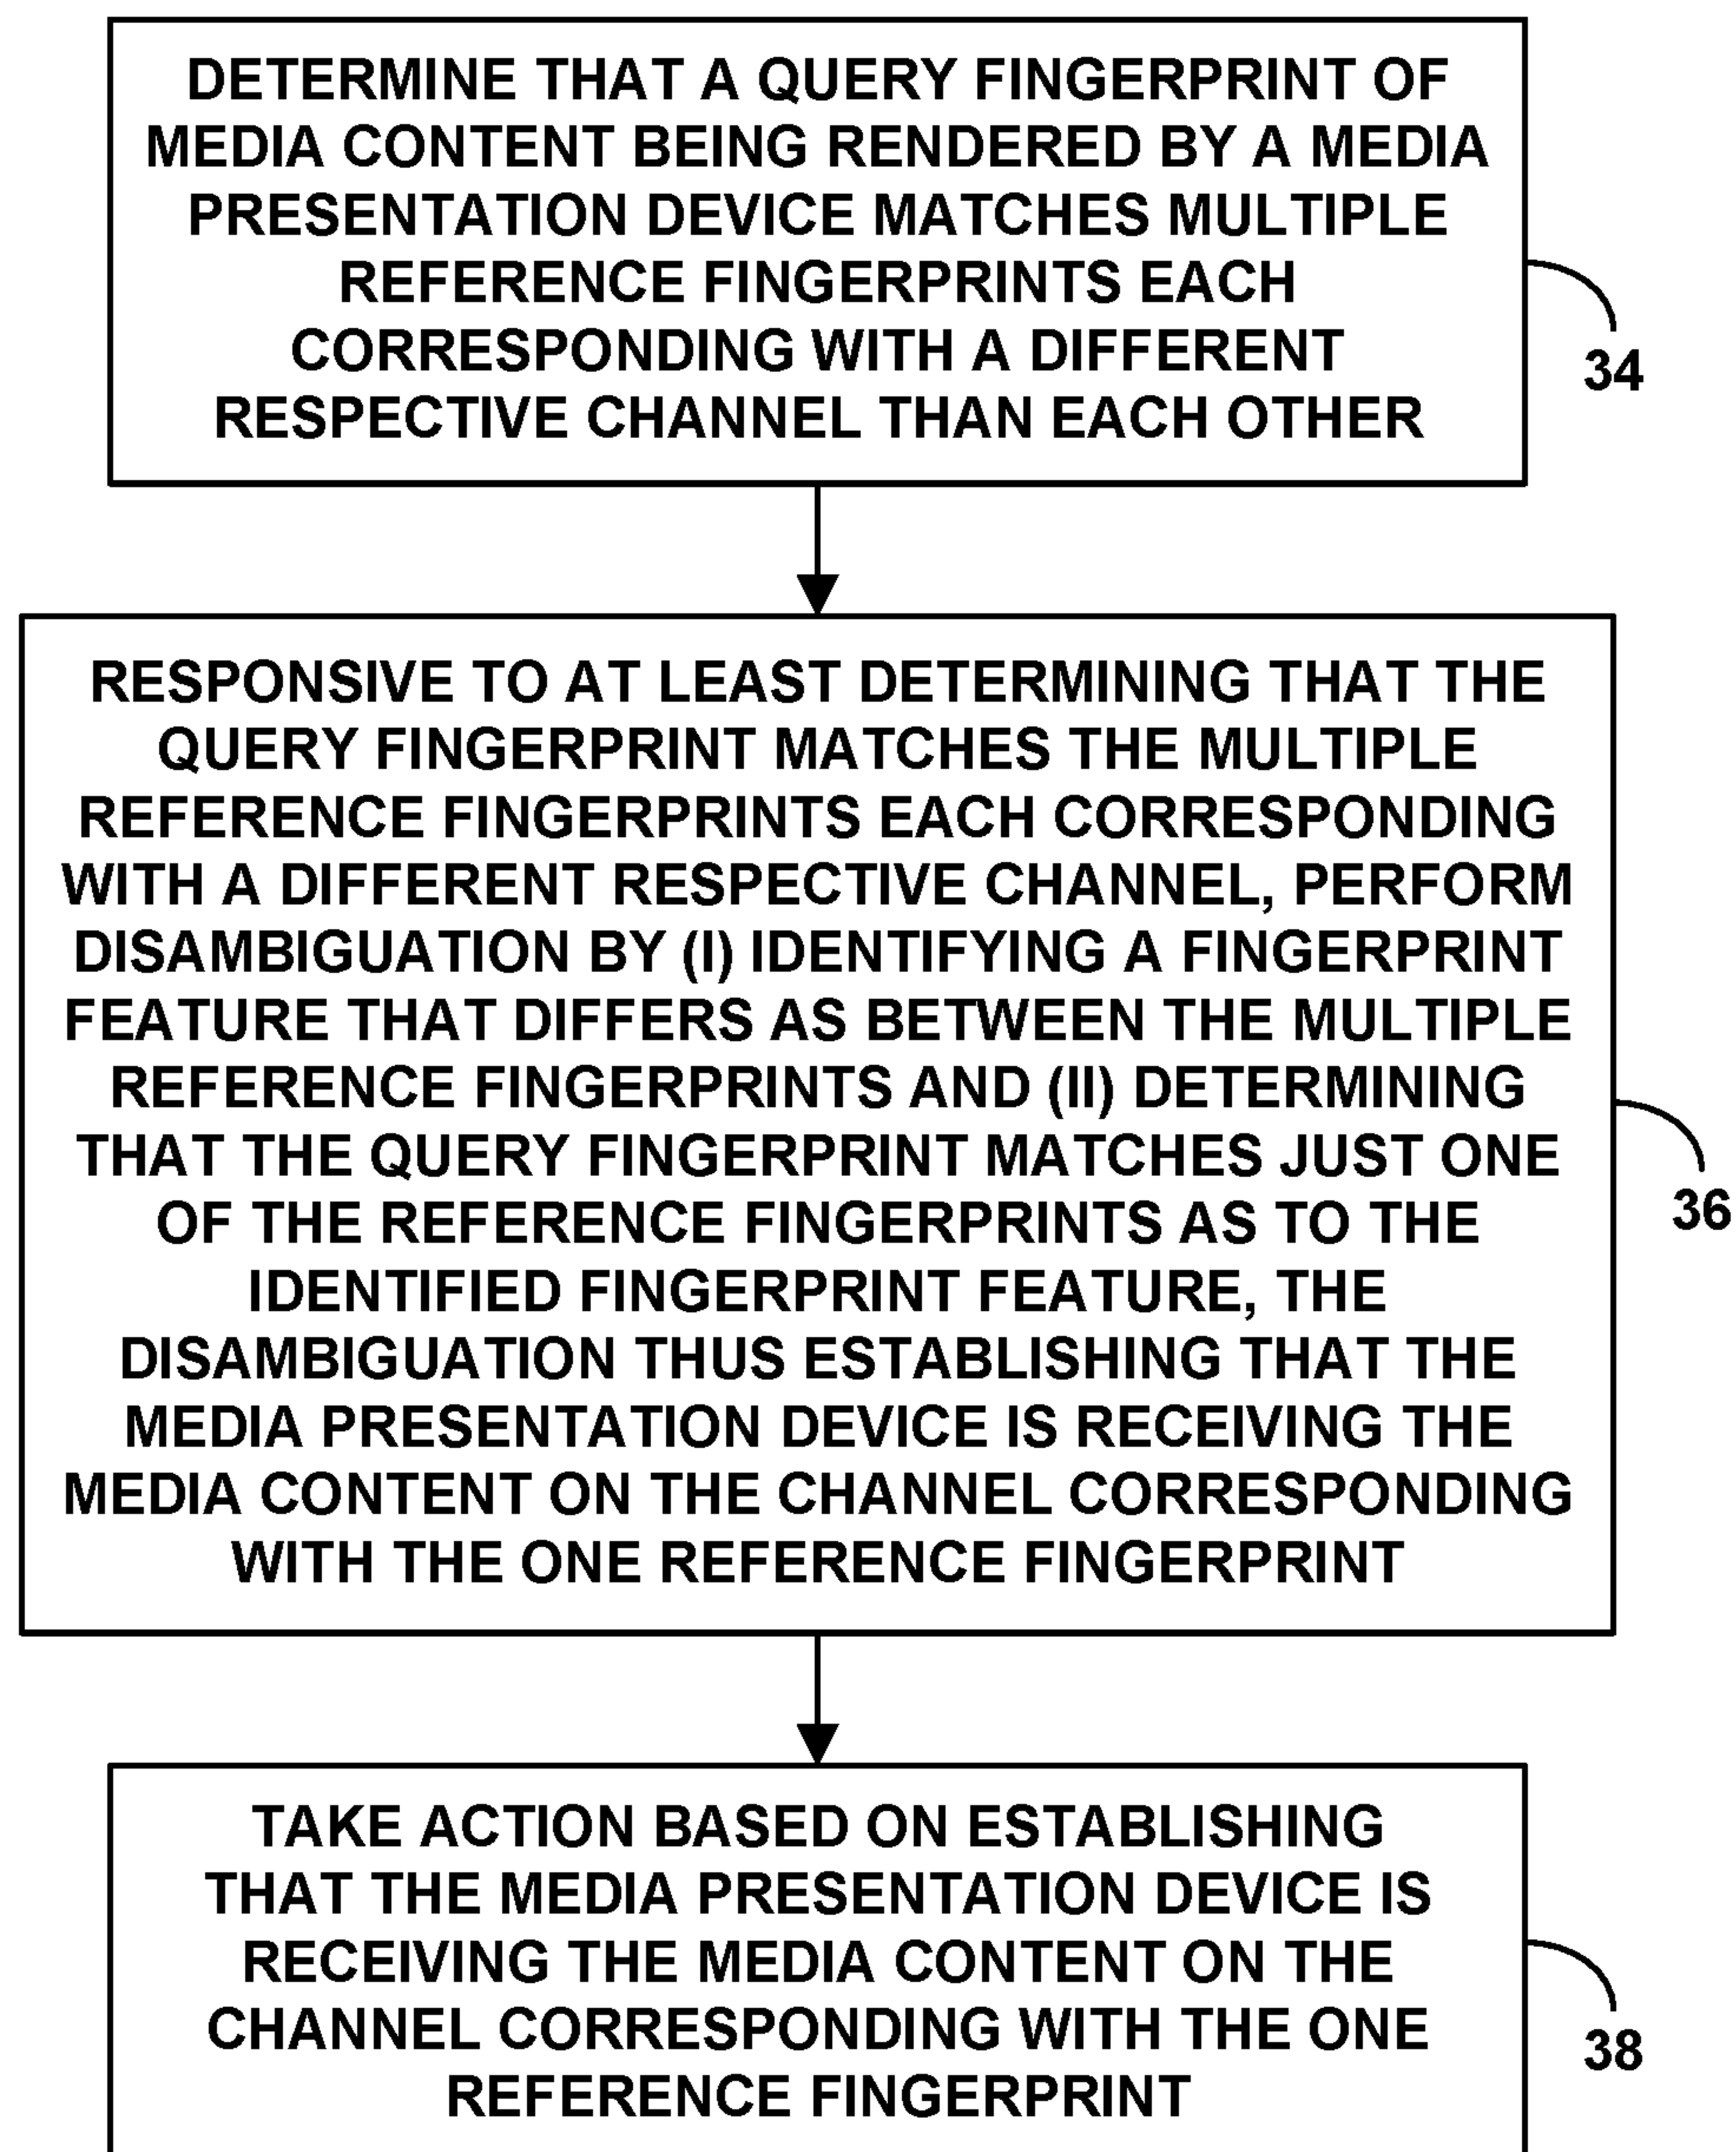 DETERMINE THAT A QUERY FINGERPRINT OF
MEDIA CONTENT BEING RENDERED BY A MEDIA
PRESENTATION DEVICE MATCHES MULTIPLE
REFERENCE FINGERPRINTS EACH
CORRESPONDING WITH A DIFFERENT
RESPECTIVE CHANNEL THAN EACH OTHER
34
RESPONSIVE TO AT LEAST DETERMINING THAT THE
QUERY FINGERPRINT MATCHES THE MULTIPLE
REFERENCE FINGERPRINTS EACH CORRESPONDING
WITH A DIFFERENT RESPECTIVE CHANNEL, PERFORM
DISAMBIGUATION BY (I) IDENTIFYING A FINGERPRINT
FEATURE THAT DIFFERS AS BETWEEN THE MULTIPLE
REFERENCE FINGERPRINTS AND (II) DETERMINING
THAT THE QUERY FINGERPRINT MATCHES JUST ONE
OF THE REFERENCE FINGERPRINTS AS TO THE
IDENTIFIED FINGERPRINT FEATURE, THE
DISAMBIGUATION THUS ESTABLISHING THAT THE
MEDIA PRESENTATION DEVICE IS RECEIVING THE
MEDIA CONTENT ON THE CHANNEL CORRESPONDING
WITH THE ONE REFERENCE FINGERPRINT
36
TAKE ACTION BASED ON ESTABLISHING
THAT THE MEDIA PRESENTATION DEVICE IS
RECEIVING THE MEDIA CONTENT ON THE
CHANNEL CORRESPONDING WITH THE ONE
REFERENCE FINGERPRINT
38